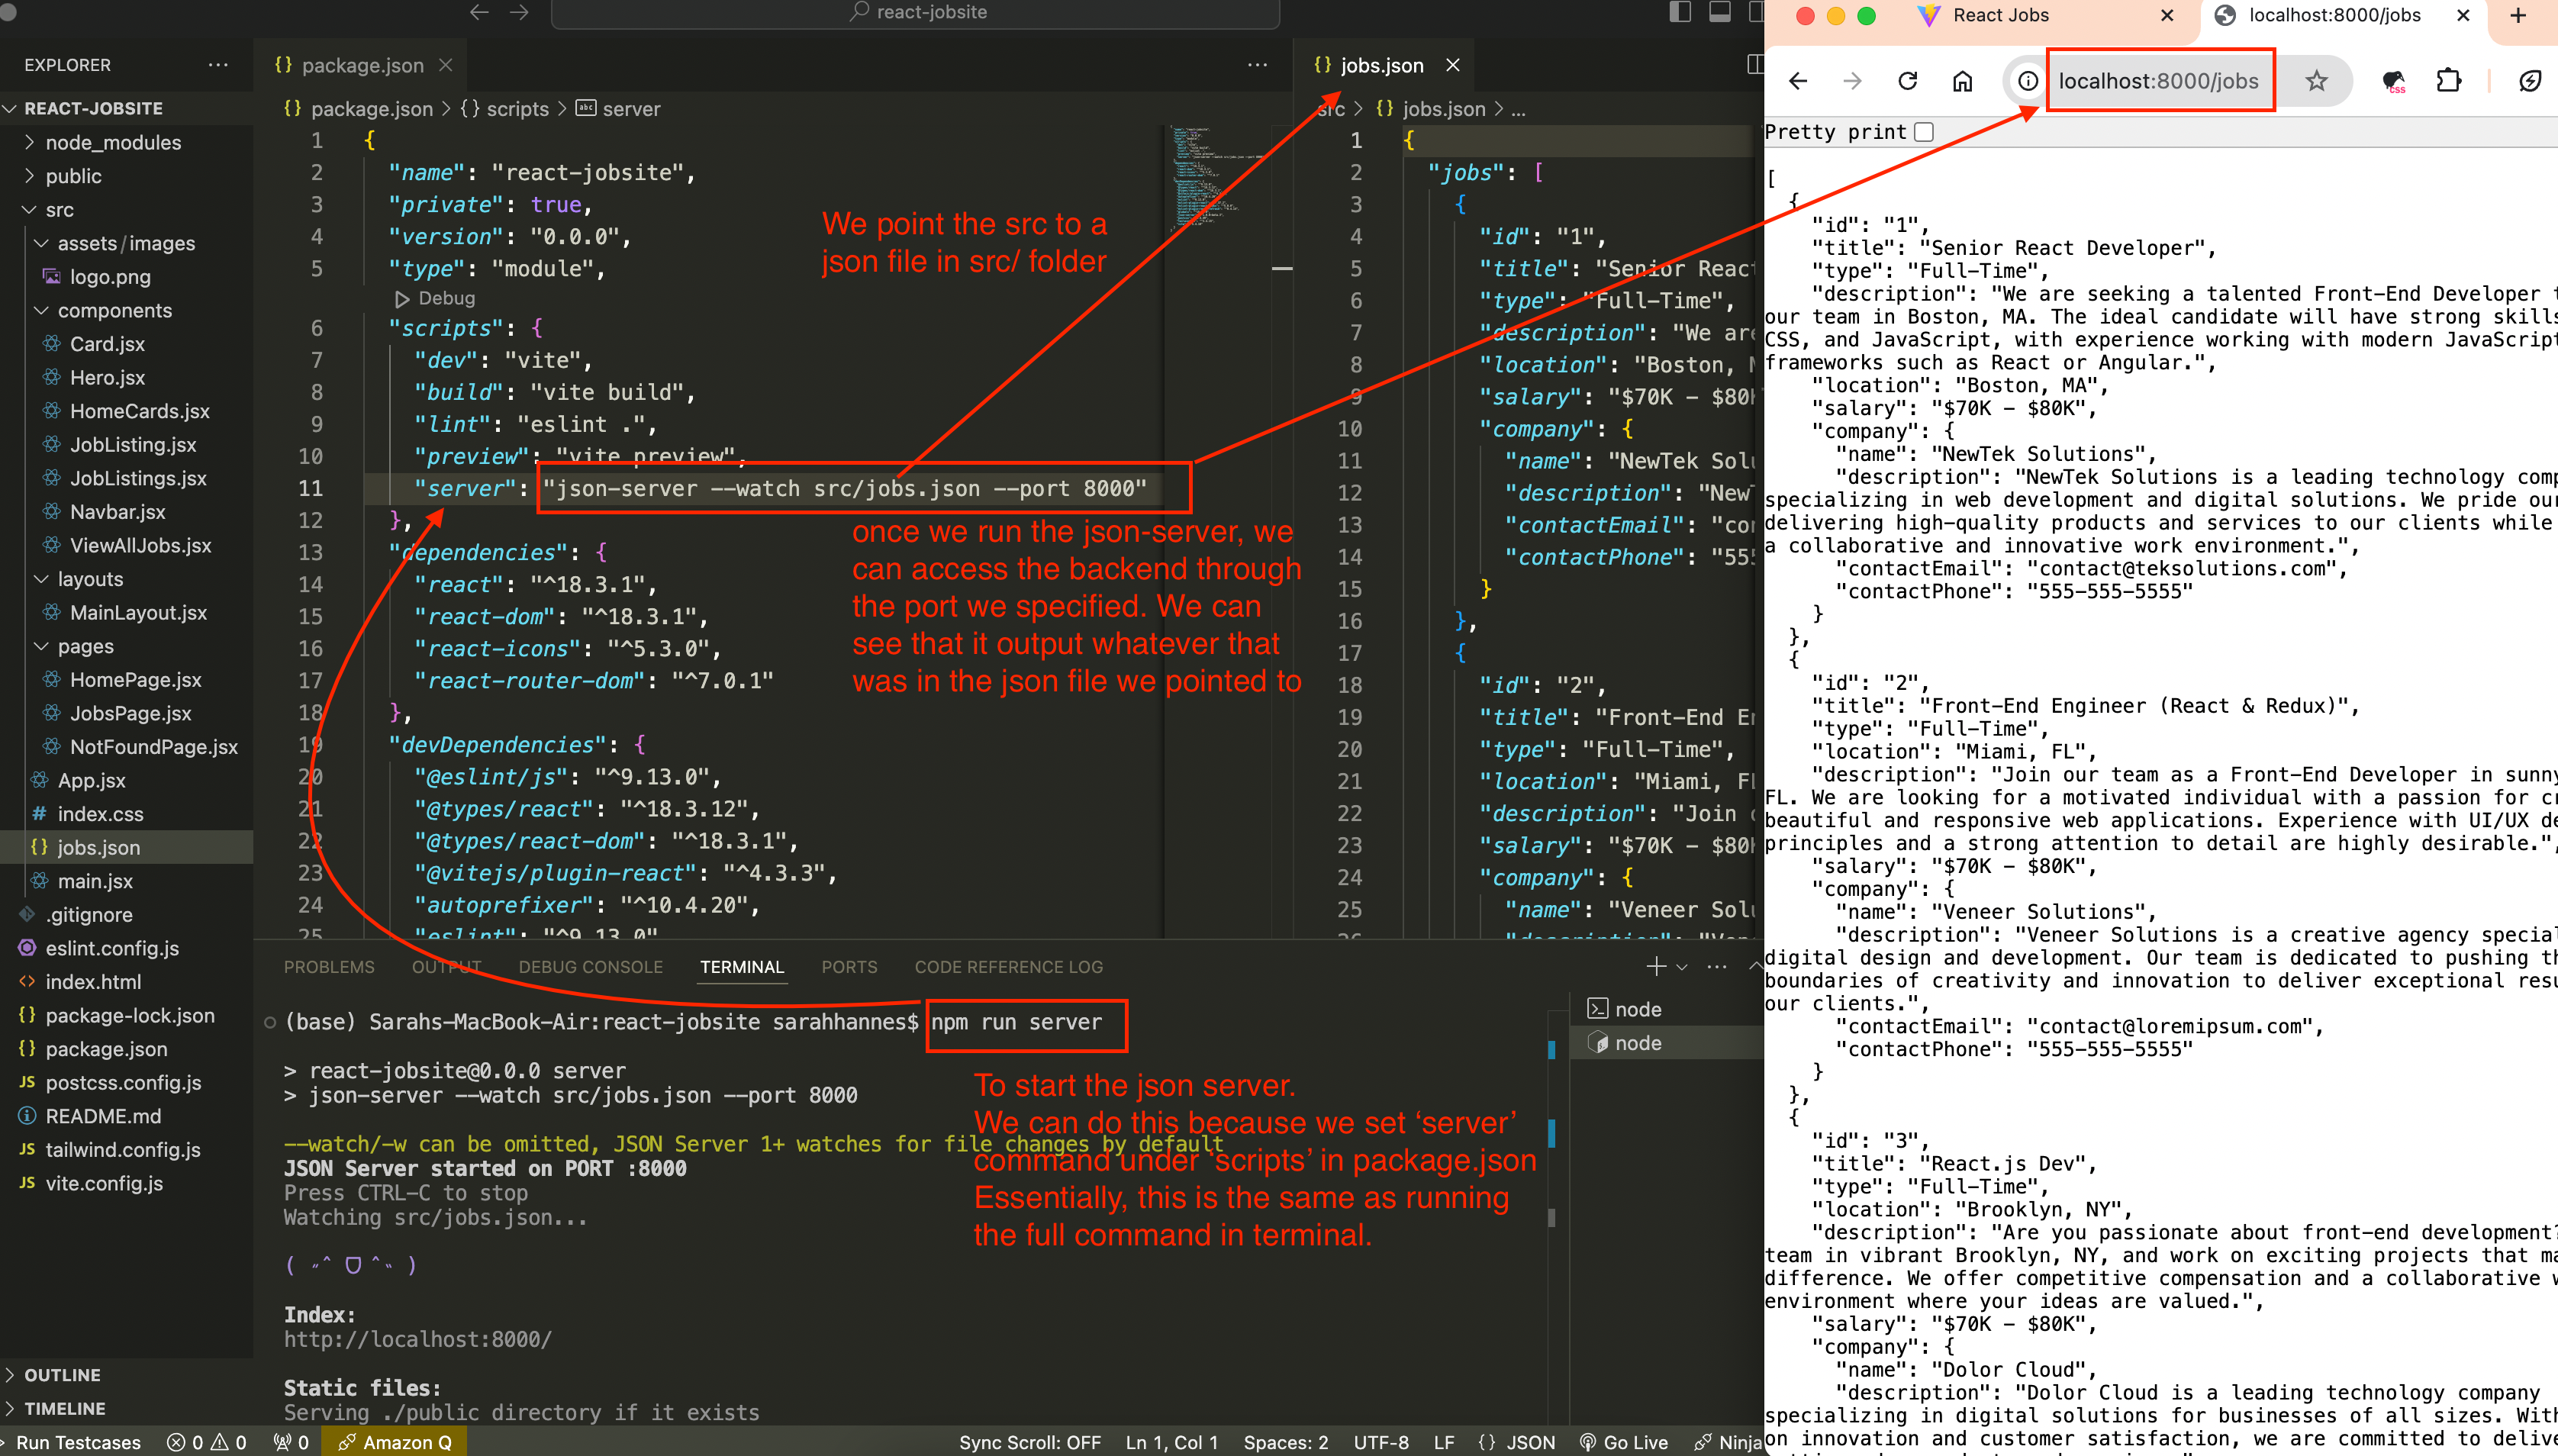 react-jobsite
EXPLORER
REACT-JOBSITE
node_modules
public
src
assets/images
logo.png
components
Card.jsx
Hero.jsx
HomeCards.jsx
JobListing.jsx
JobListings.jsx
Navbar.jsx
ViewAllJobs.jsx
layouts
MainLayout.jsx
pages
HomePage.jsx
JobsPage.jsx
NotFoundPage.jsx
App.jsx
# index.css
{} jobs.json
main.jsx
.gitignore
eslint.config.js
<> index.html
{} package-lock.json
{} package.json
JS postcss.config.js
README.md
JS tailwind.config.js
JS vite.config.js
OUTLINE
TIMELINE
{} package.json
{} package.json > {} scripts > abc server
1 {
2 "name": "react-jobsite",
3 "private": true,
4 "version": "0.0.0",
5 "type": "module",
Debug
6 "scripts": {
7 "dev": "vite",
8 "build": "vite build",
9 "lint": "eslint .",
10 "preview": "vite preview",
11 "server": "json-server --watch src/jobs.json --port 8000"
12 },
13 "dependencies": {
14 "react": "^18.3.1",
15 "react-dom": "^18.3.1",
16 "react-icons": "^5.3.0",
17 "react-router-dom": "^7.0.1"
18 },
19 "devDependencies": {
20 "@eslint/js": "^9.13.0",
21 "@types/react": "^18.3.12",
22 "@types/react-dom": "^18.3.1",
23 "@vitejs/plugin-react": "^4.3.3",
24 "autoprefixer": "^10.4.20",
25 "eslint": "^9.13.0"
We point the src to a
json file in src/ folder
once we run the json-server, we
can access the backend through
the port we specified. We can
see that it output whatever that
was in the json file we pointed to
{} jobs.json
src > {} jobs.json > ...
1 {
2 "jobs": [
3 {
4 "id": "1",
5 "title": "Senior React
6 "type": "Full-Time",
7 "description": "We are
8 "location": "Boston,
9 "salary": "$70K - $80K
10 "company": {
11 "name": "NewTek Solu
12 "description": "NewT
13 "contactEmail": "con
14 "contactPhone": "555
15 }
16 },
17 {
18 "id": "2",
19 "title": "Front-End En
20 "type": "Full-Time",
21 "location": "Miami, FL
22 "description": "Join
23 "salary": "$70K - $80K
24 "company": {
25 "name": "Veneer Solu
PROBLEMS OUTPUT DEBUG CONSOLE TERMINAL PORTS CODE REFERENCE LOG
(base) Sarahs-MacBook-Air:react-jobsite sarahhannes$ npm run server
> react-jobsite@0.0.0 server
> json-server --watch src/jobs.json --port 8000
--watch/-w can be omitted, JSON Server 1+ watches for file changes by default
JSON Server started on PORT :8000
Press CTRL-C to stop
Watching src/jobs.json...
( ˶ˆ ᗜ ˆ˵ )
Index:
http://localhost:8000/
Static files:
Serving ./public directory if it exists
To start the json server.
We can do this because we set ‘server’
command under ‘scripts’ in package.json
Essentially, this is the same as running
the full command in terminal.
node
node
Run Testcases 0 0 0 Amazon Q Sync Scroll: OFF Ln 1, Col 1 Spaces: 2 UTF-8 LF {} JSON Go Live Ninja
React Jobs
localhost:8000/jobs
localhost:8000/jobs
css
Pretty print
[
{
"id": "1",
"title": "Senior React Developer",
"type": "Full-Time",
"description": "We are seeking a talented Front-End Developer t
our team in Boston, MA. The ideal candidate will have strong skills
CSS, and JavaScript, with experience working with modern JavaScript
frameworks such as React or Angular.",
"location": "Boston, MA",
"salary": "$70K - $80K",
"company": {
"name": "NewTek Solutions",
"description": "NewTek Solutions is a leading technology comp
specializing in web development and digital solutions. We pride our
delivering high-quality products and services to our clients while
a collaborative and innovative work environment.",
"contactEmail": "contact@teksolutions.com",
"contactPhone": "555-555-5555"
}
},
{
"id": "2",
"title": "Front-End Engineer (React & Redux)",
"type": "Full-Time",
"location": "Miami, FL",
"description": "Join our team as a Front-End Developer in sunny
FL. We are looking for a motivated individual with a passion for cr
beautiful and responsive web applications. Experience with UI/UX de
principles and a strong attention to detail are highly desirable.",
"salary": "$70K - $80K",
"company": {
"name": "Veneer Solutions",
"description": "Veneer Solutions is a creative agency special
digital design and development. Our team is dedicated to pushing th
boundaries of creativity and innovation to deliver exceptional resu
our clients.",
"contactEmail": "contact@loremipsum.com",
"contactPhone": "555-555-5555"
}
},
{
"id": "3",
"title": "React.js Dev",
"type": "Full-Time",
"location": "Brooklyn, NY",
"description": "Are you passionate about front-end development?
team in vibrant Brooklyn, NY, and work on exciting projects that ma
difference. We offer competitive compensation and a collaborative w
environment where your ideas are valued.",
"salary": "$70K - $80K",
"company": {
"name": "Dolor Cloud",
"description": "Dolor Cloud is a leading technology company
specializing in digital solutions for businesses of all sizes. With
on innovation and customer satisfaction, we are committed to delive